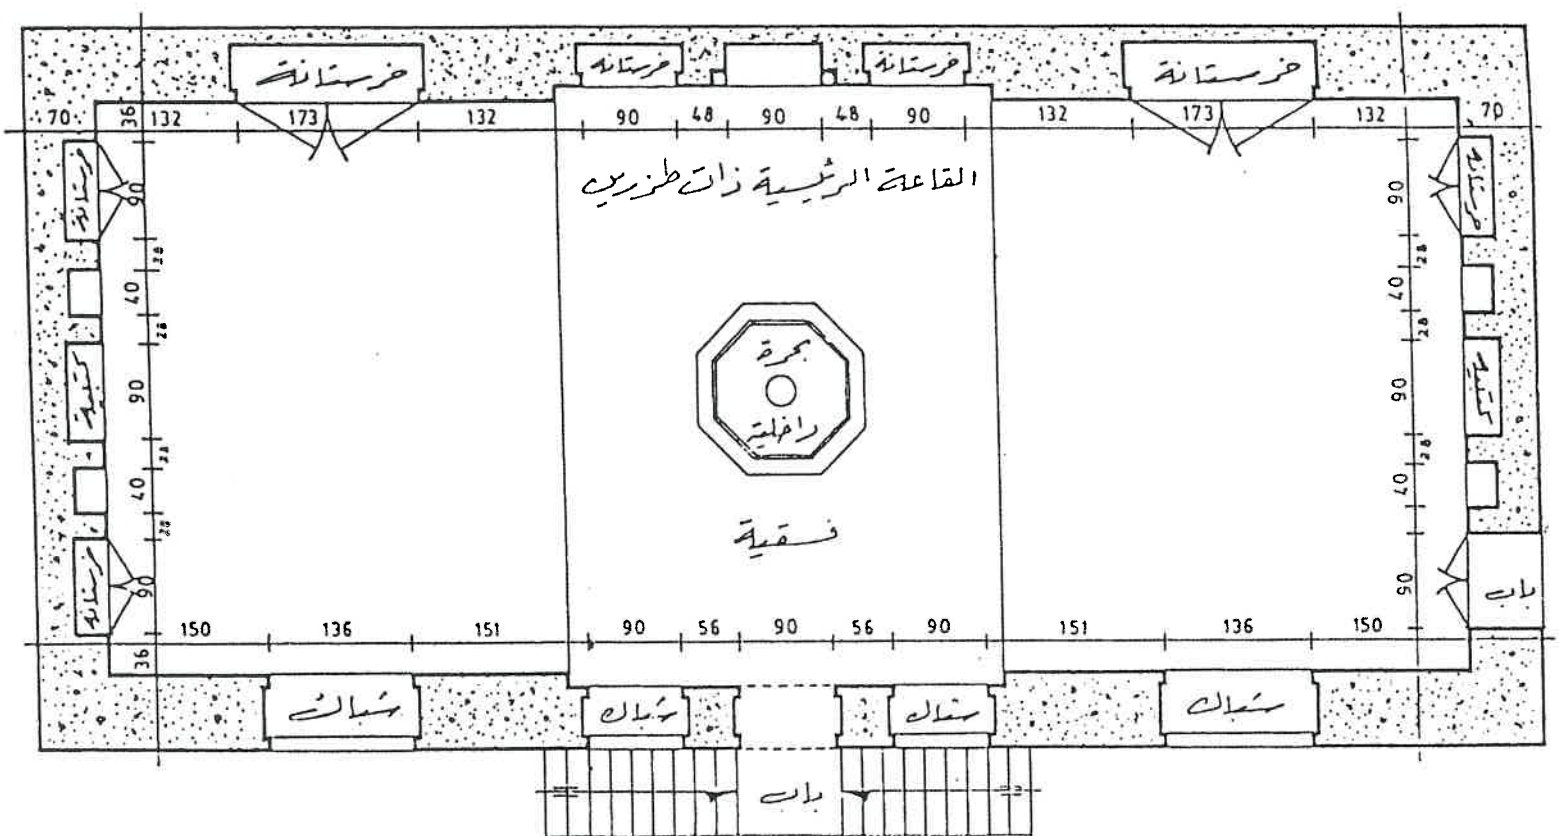 خرستانة خرستانة خرستانة خرستانة
70 36 132 173 132 90 48 90 48 90 132 173 132 70
القاعة الرئيسية ذات طزرين
خرستانة 90 90 خرستانه
28 28
40 40
28 28
كتبية 90 90 كتبية
28 28
40 40
28
خرستانة 90 90 باب
بحرة
داخلية
فسقية
150 136 151 90 56 90 56 90 151 136 150
36
شباك شباك شباك شباك
باب